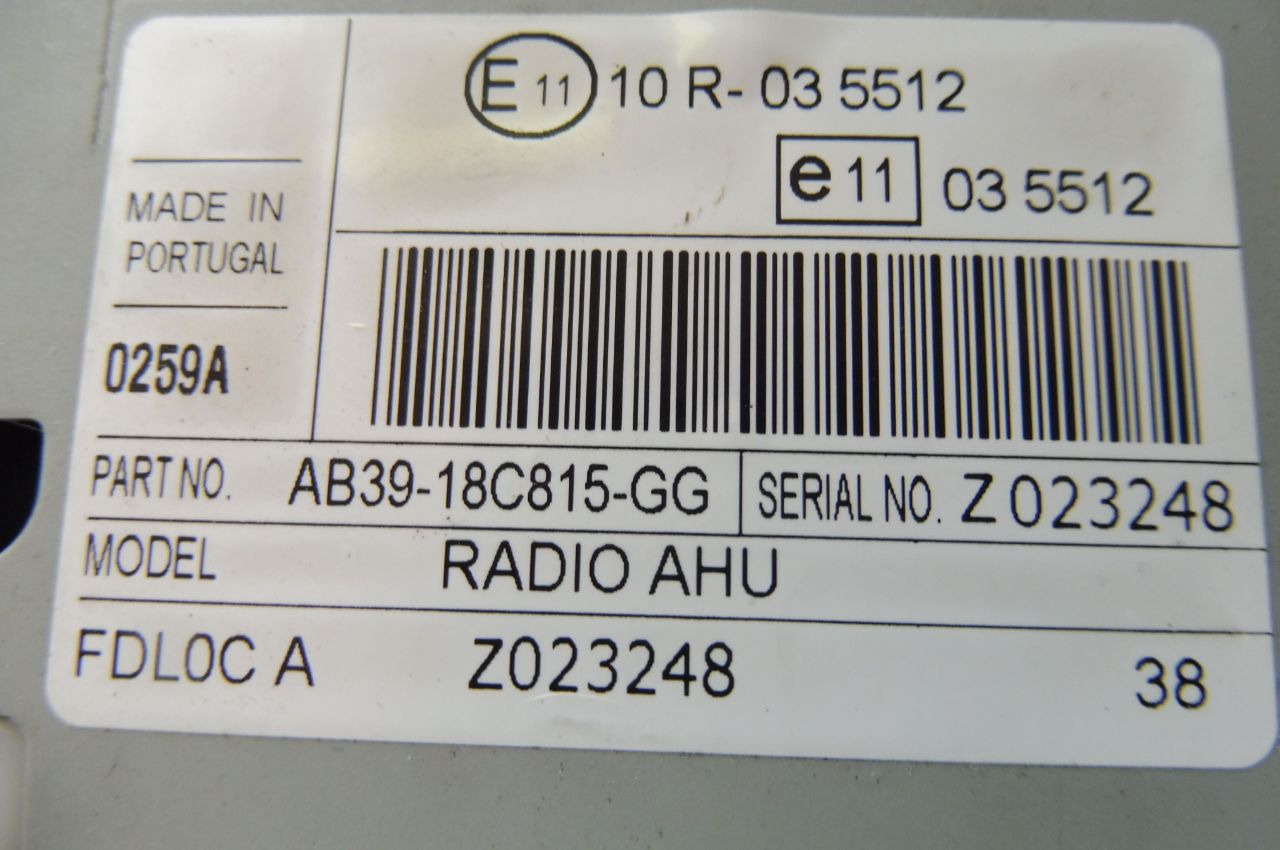 E 11 10 R- 03 5512
e 11 03 5512
MADE IN
PORTUGAL
0259A
PART NO. AB39-18C815-GG SERIAL NO. Z023248
MODEL RADIO AHU
FDL0C A Z023248 38